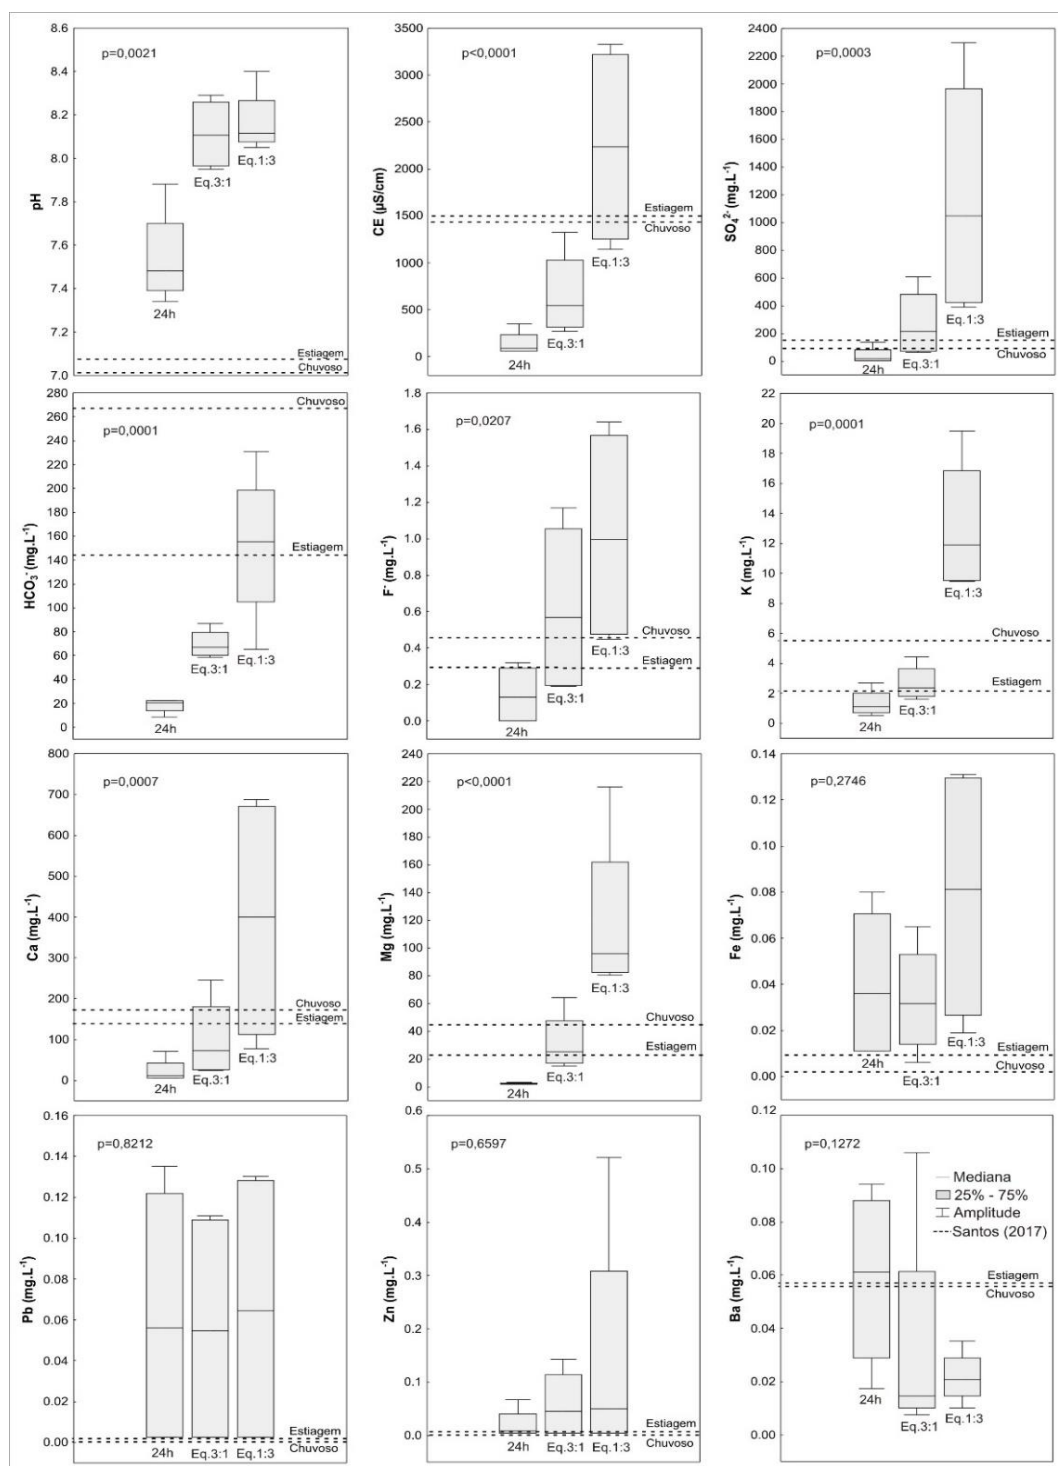 8.6
8.4
8.2
8.0
7.8
7.6
7.4
7.2
7.0
pH
p=0,0021
24h
Eq.3:1
Eq.1:3
Estiagem
Chuvoso
3500
3000
2500
2000
1500
1000
500
0
CE (µS/cm)
p<0,0001
24h
Eq.3:1
Eq.1:3
Estiagem
Chuvoso
2400
2200
2000
1800
1600
1400
1200
1000
800
600
400
200
0
SO₄²⁻ (mg.L⁻¹)
p=0,0003
24h
Eq.3:1
Eq.1:3
Estiagem
Chuvoso
280
260
240
220
200
180
160
140
120
100
80
60
40
20
0
HCO₃⁻ (mg.L⁻¹)
p=0,0001
24h
Eq.3:1
Eq.1:3
Chuvoso
Estiagem
1.8
1.6
1.4
1.2
1.0
0.8
0.6
0.4
0.2
0.0
F⁻ (mg.L⁻¹)
p=0,0207
24h
Eq.3:1
Eq.1:3
Chuvoso
Estiagem
22
20
18
16
14
12
10
8
6
4
2
0
K (mg.L⁻¹)
p=0,0001
24h
Eq.3:1
Eq.1:3
Chuvoso
Estiagem
800
700
600
500
400
300
200
100
0
Ca (mg.L⁻¹)
p=0,0007
24h
Eq.3:1
Eq.1:3
Chuvoso
Estiagem
240
220
200
180
160
140
120
100
80
60
40
20
0
Mg (mg.L⁻¹)
p<0,0001
24h
Eq.3:1
Eq.1:3
Chuvoso
Estiagem
0.14
0.12
0.10
0.08
0.06
0.04
0.02
0.00
Fe (mg.L⁻¹)
p=0,2746
24h
Eq.3:1
Eq.1:3
Estiagem
Chuvoso
0.16
0.14
0.12
0.10
0.08
0.06
0.04
0.02
0.00
Pb (mg.L⁻¹)
p=0,8212
24h
Eq.3:1
Eq.1:3
Estiagem
Chuvoso
0.6
0.5
0.4
0.3
0.2
0.1
0.0
Zn (mg.L⁻¹)
p=0,6597
24h
Eq.3:1
Eq.1:3
Estiagem
Chuvoso
0.12
0.10
0.08
0.06
0.04
0.02
0.00
Ba (mg.L⁻¹)
p=0,1272
Mediana
25% - 75%
Amplitude
Santos (2017)
24h
Eq.3:1
Eq.1:3
Estiagem
Chuvoso